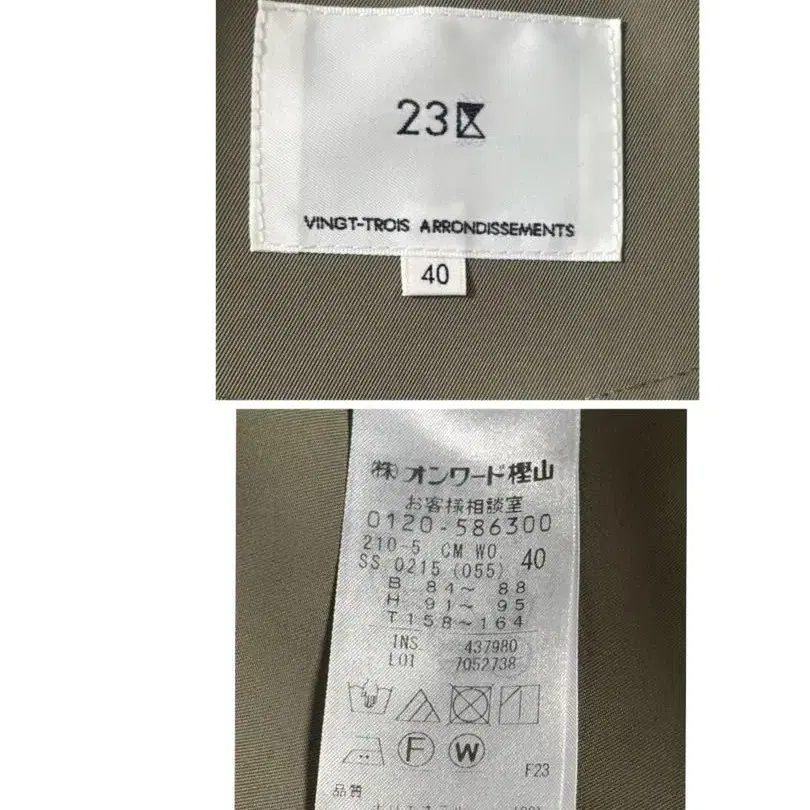 23区
VINGT-TROIS ARRONDISSEMENTS
40
㈱オンワード樫山
お客様相談室
0120-586300
210-5 CM WO. 40
SS 0215 (055)
B 84～ 88
H 91～ 95
T158～164
INS. 437980
LOT 7052738
F W
F23
品質